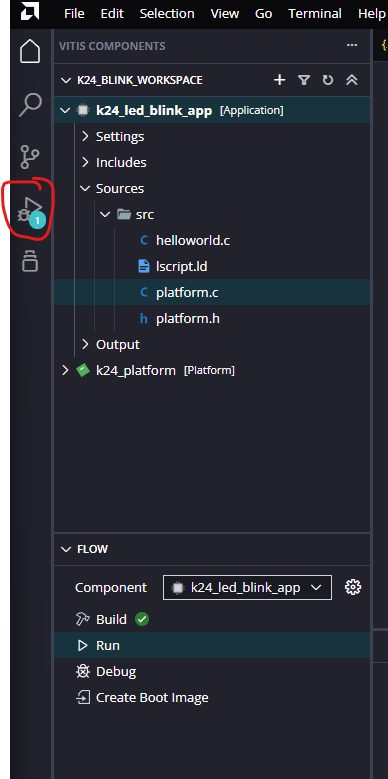 File Edit Selection View Go Terminal Help
VITIS COMPONENTS ...
K24_BLINK_WORKSPACE
k24_led_blink_app [Application]
Settings
Includes
Sources
src
C helloworld.c
lscript.ld
C platform.c
h platform.h
1
Output
k24_platform [Platform]
FLOW
Component k24_led_blink_app
Build
Run
Debug
Create Boot Image